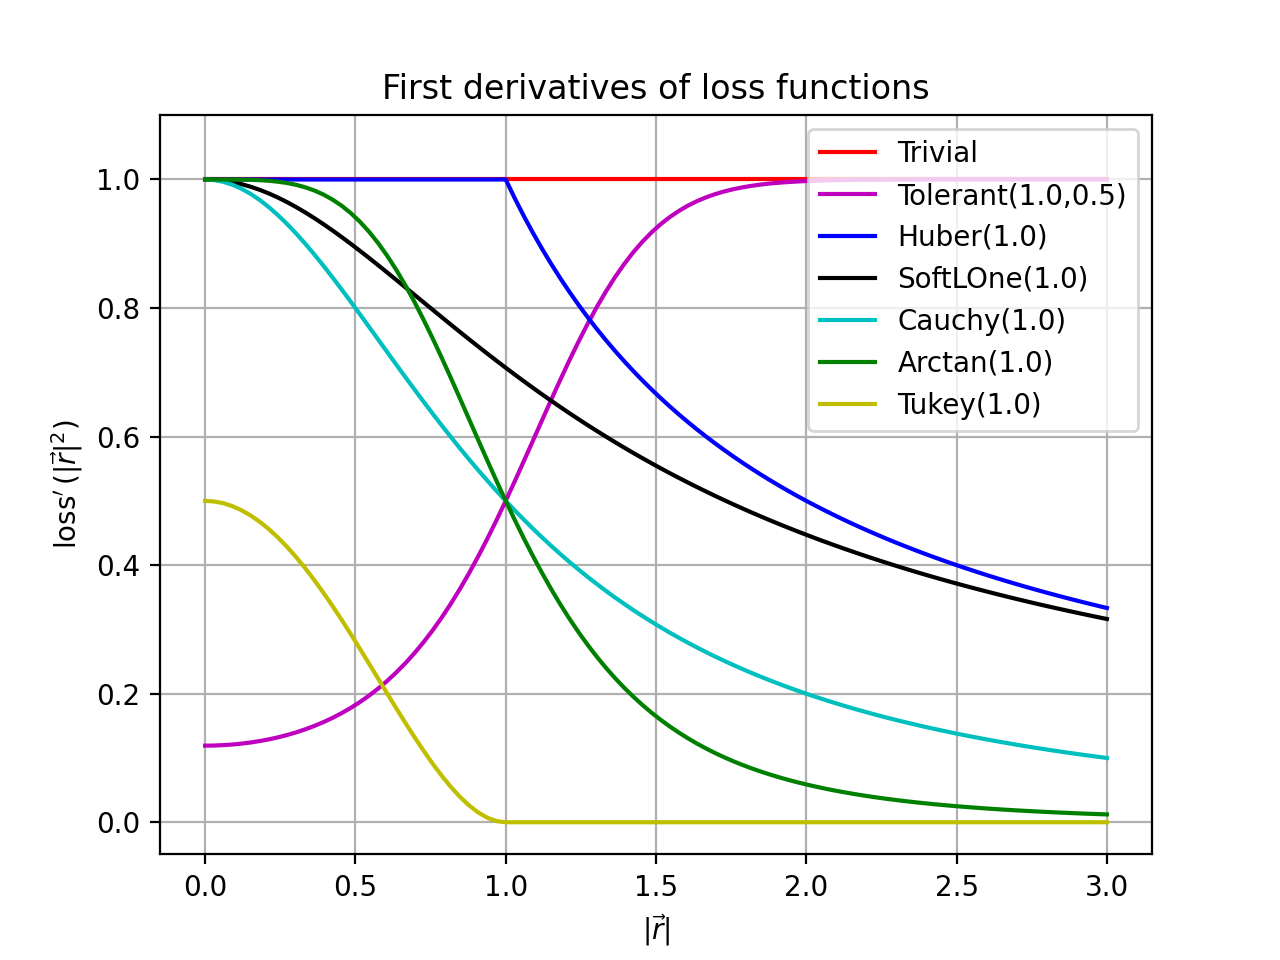 First derivatives of loss functions
Trivial
Tolerant(1.0,0.5)
Huber(1.0)
SoftLOne(1.0)
Cauchy(1.0)
Arctan(1.0)
Tukey(1.0)
loss′ (|r⃗|²)
1.0
0.8
0.6
0.4
0.2
0.0
0.0 0.5 1.0 1.5 2.0 2.5 3.0
|r⃗|